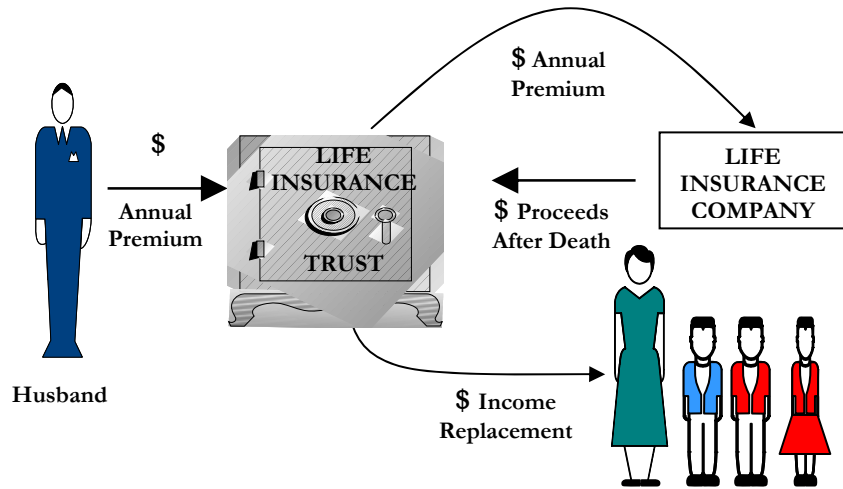 $ Annual
Premium
$
Annual
Premium
LIFE
INSURANCE
TRUST
LIFE
INSURANCE
COMPANY
$ Proceeds
After Death
Husband
$ Income
Replacement